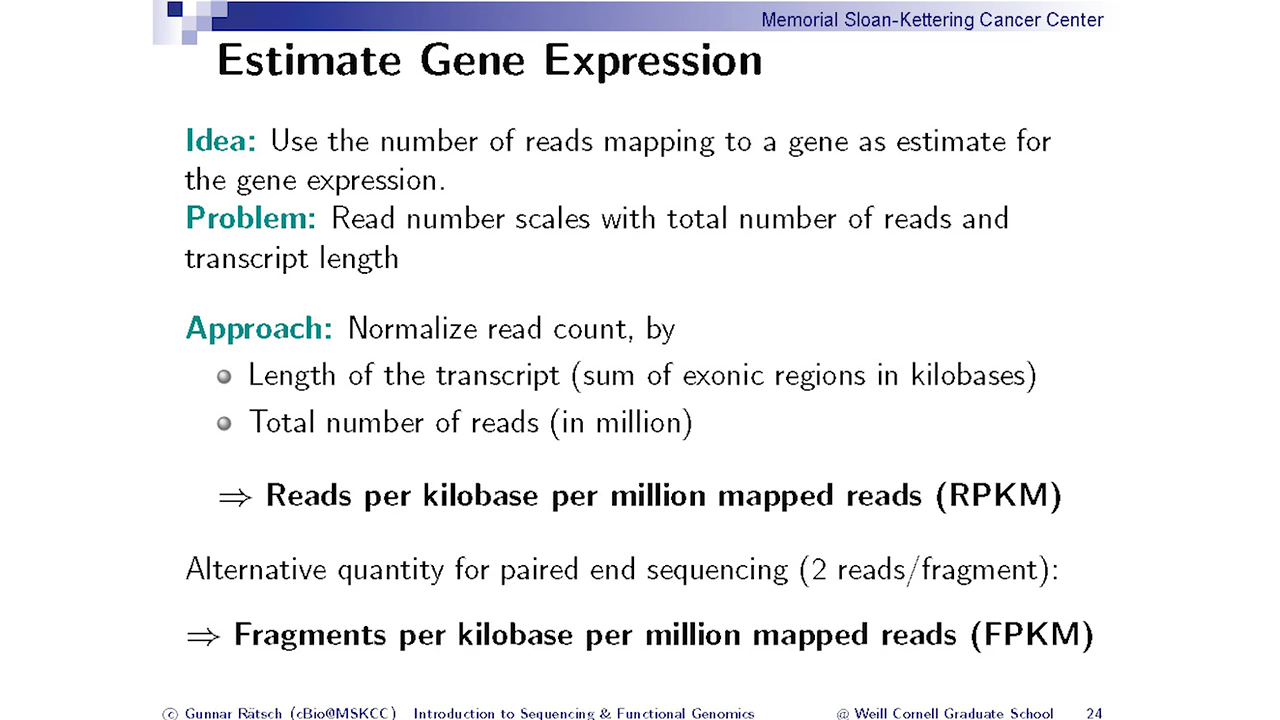 Memorial Sloan-Kettering Cancer Center
Estimate Gene Expression
Idea: Use the number of reads mapping to a gene as estimate for
the gene expression.
Problem: Read number scales with total number of reads and
transcript length
Approach: Normalize read count, by
Length of the transcript (sum of exonic regions in kilobases)
Total number of reads (in million)
⇒ Reads per kilobase per million mapped reads (RPKM)
Alternative quantity for paired end sequencing (2 reads/fragment):
⇒ Fragments per kilobase per million mapped reads (FPKM)
© Gunnar Rätsch (cBio@MSKCC) Introduction to Sequencing & Functional Genomics @ Weill Cornell Graduate School 24